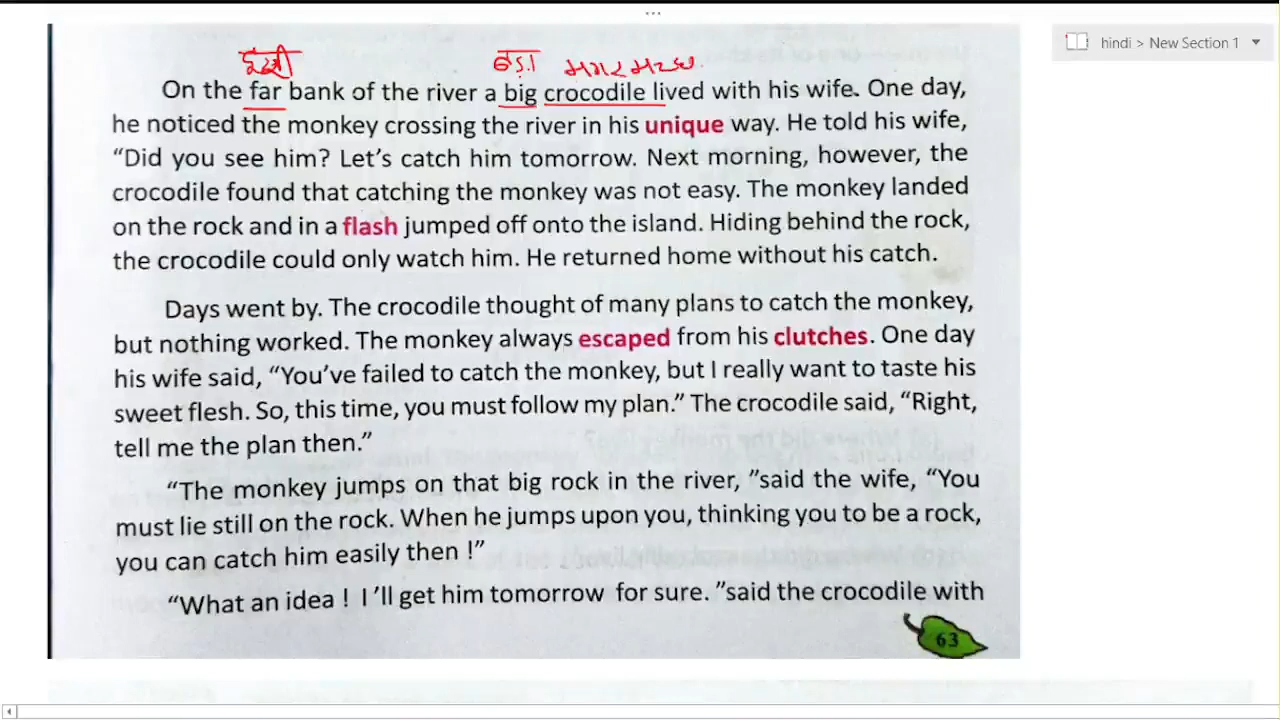 ...
hindi > New Section 1
On the far bank of the river a big crocodile lived with his wife. One day,
he noticed the monkey crossing the river in his unique way. He told his wife,
“Did you see him? Let’s catch him tomorrow. Next morning, however, the
crocodile found that catching the monkey was not easy. The monkey landed
on the rock and in a flash jumped off onto the island. Hiding behind the rock,
the crocodile could only watch him. He returned home without his catch.
Days went by. The crocodile thought of many plans to catch the monkey,
but nothing worked. The monkey always escaped from his clutches. One day
his wife said, “You’ve failed to catch the monkey, but I really want to taste his
sweet flesh. So, this time, you must follow my plan.” The crocodile said, “Right,
tell me the plan then.”
“The monkey jumps on that big rock in the river, ”said the wife, “You
must lie still on the rock. When he jumps upon you, thinking you to be a rock,
you can catch him easily then !”
“What an idea ! I ’ll get him tomorrow for sure. ”said the crocodile with
63